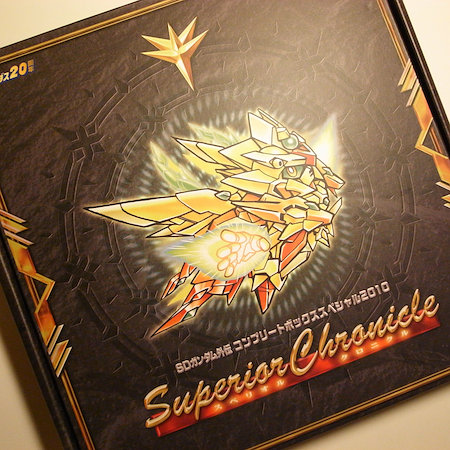 ダス20周年
SDガンダム外伝 コンプリートボックススペシャル2010
Superior Chronicle
スペリオル クロニクル